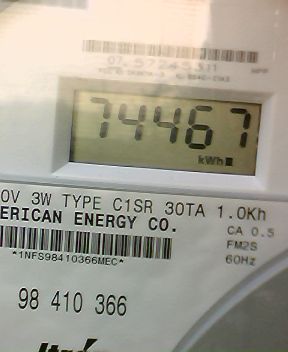 74467
kWh
0V 3W TYPE C1SR 30TA 1.0Kh
ERICAN ENERGY CO.
CA 0.5
FM2S
60Hz
*1NFS98410366MEC*
98 410 366
Itrón